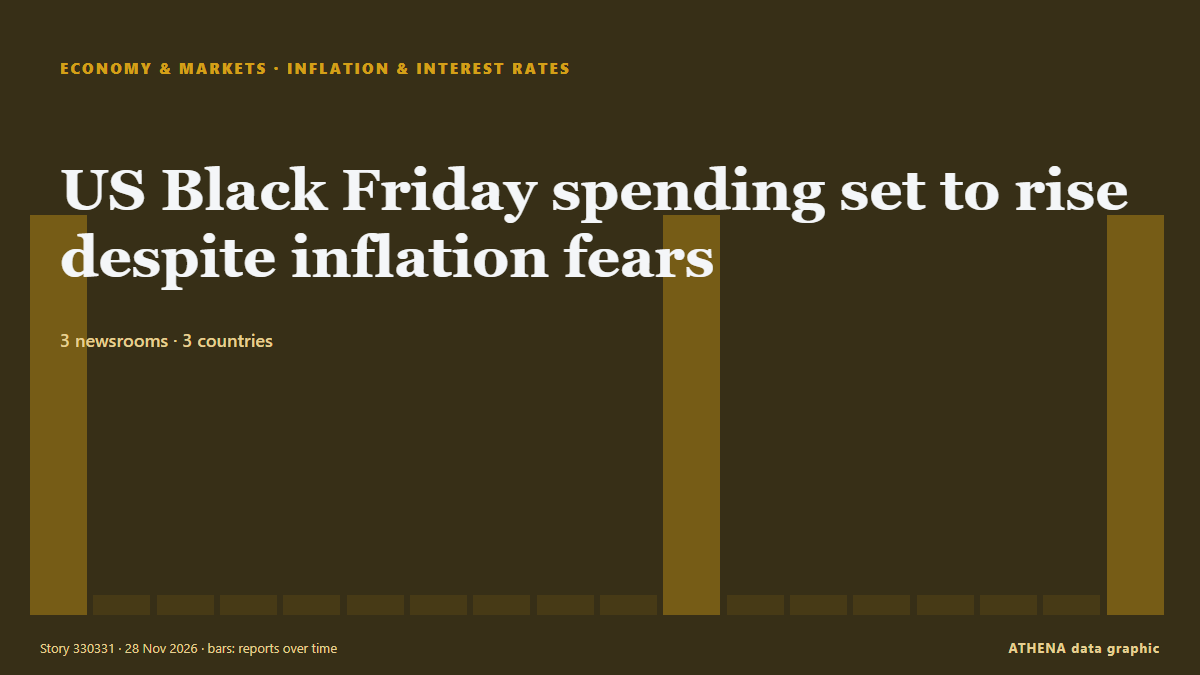 ECONOMY & MARKETS · INFLATION & INTEREST RATES
US Black Friday spending set to rise
despite inflation fears
3 newsrooms · 3 countries
Story 330331 · 28 Nov 2026 · bars: reports over time
ATHENA data graphic